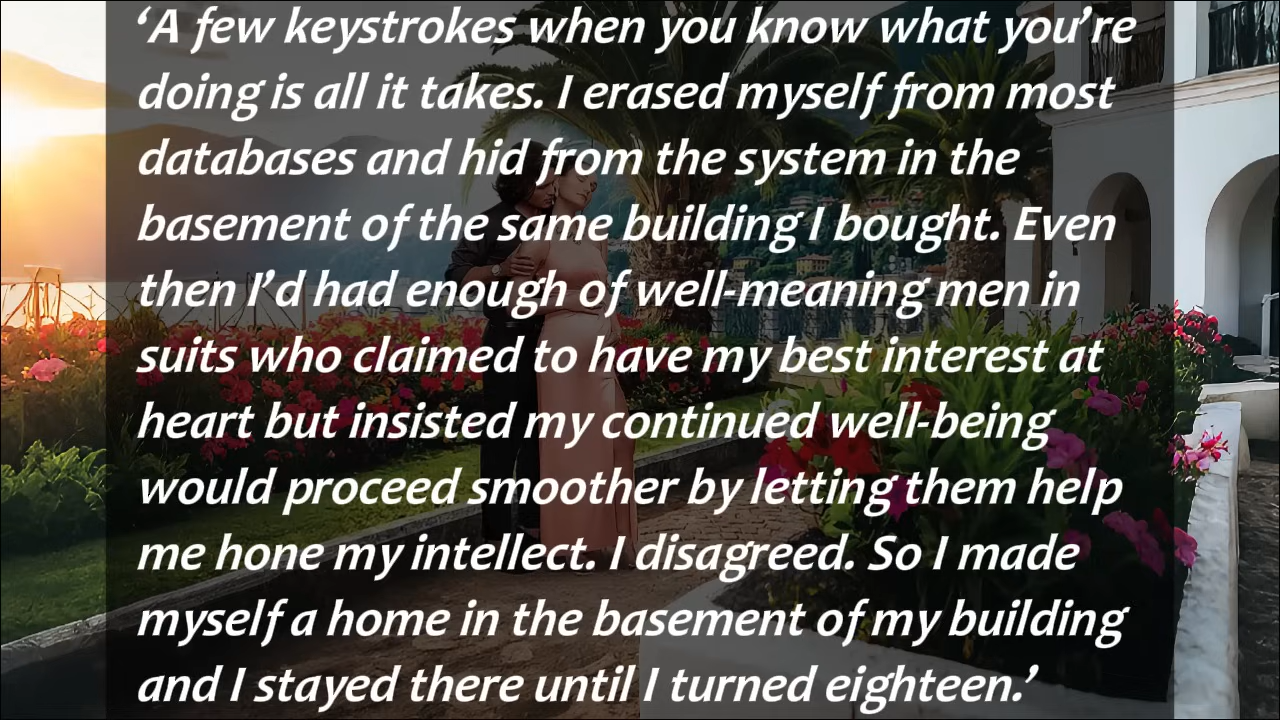 ‘A few keystrokes when you know what you’re
doing is all it takes. I erased myself from most
databases and hid from the system in the
basement of the same building I bought. Even
then I’d had enough of well-meaning men in
suits who claimed to have my best interest at
heart but insisted my continued well-being
would proceed smoother by letting them help
me hone my intellect. I disagreed. So I made
myself a home in the basement of my building
and I stayed there until I turned eighteen.’